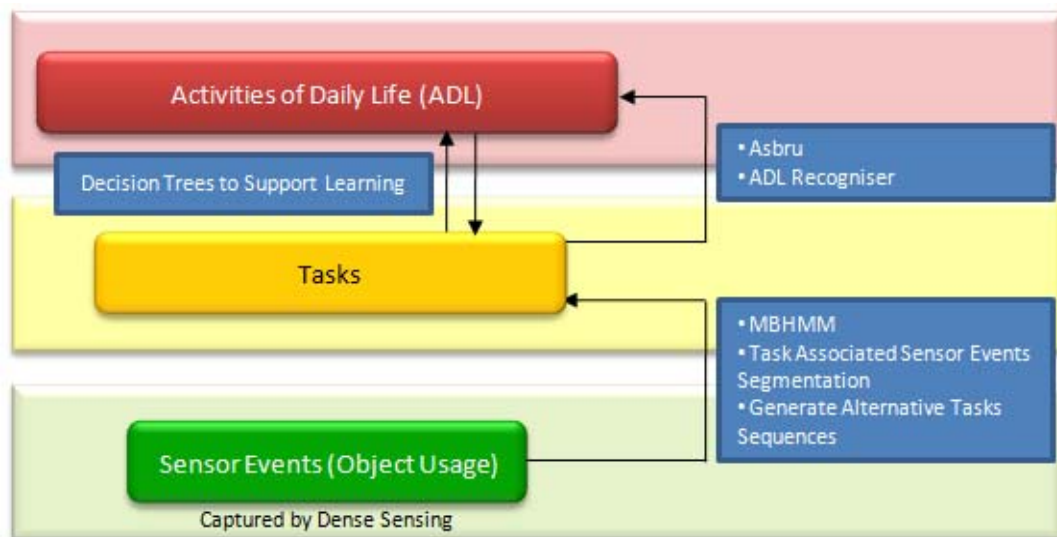 Activities of Daily Life (ADL)
• Asbru
• ADL Recogniser
Decision Trees to Support Learning
Tasks
• MBHMM
• Task Associated Sensor Events
Segmentation
• Generate Alternative Tasks
Sequences
Sensor Events (Object Usage)
Captured by Dense Sensing